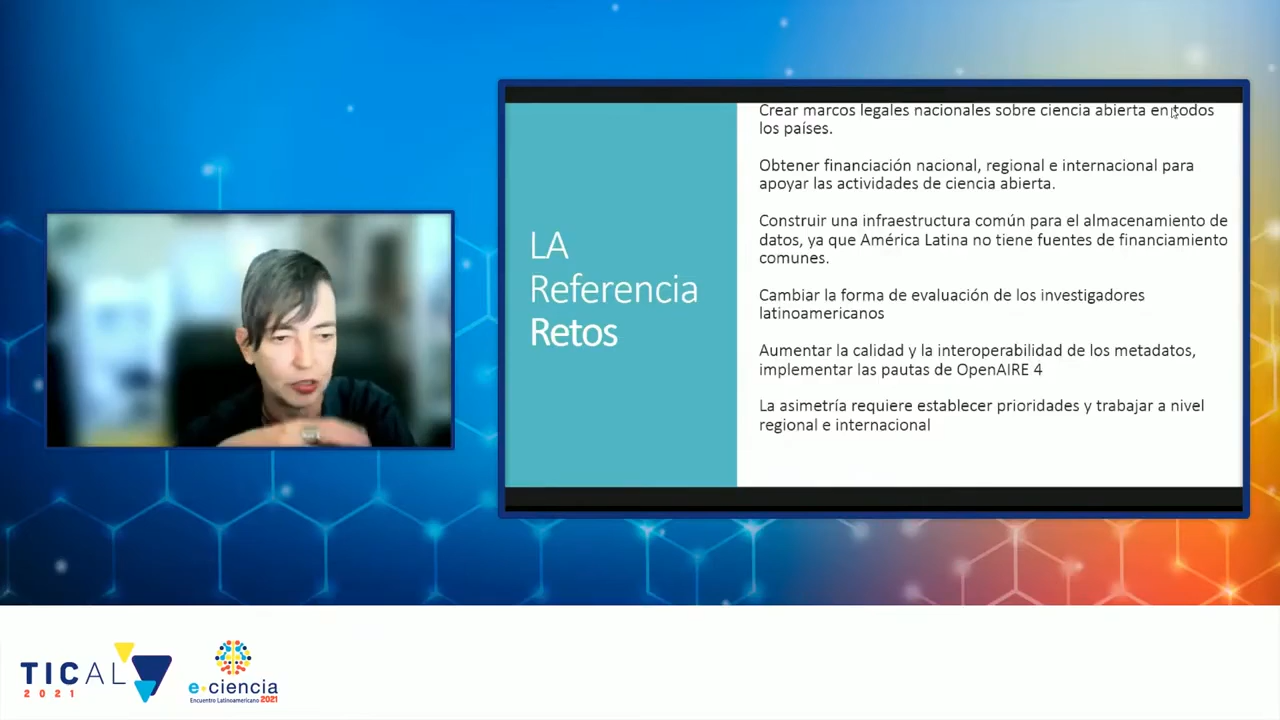 LA
Referencia
Retos
Crear marcos legales nacionales sobre ciencia abierta en todos
los países.
Obtener financiación nacional, regional e internacional para
apoyar las actividades de ciencia abierta.
Construir una infraestructura común para el almacenamiento de
datos, ya que América Latina no tiene fuentes de financiamiento
comunes.
Cambiar la forma de evaluación de los investigadores
latinoamericanos
Aumentar la calidad y la interoperabilidad de los metadatos,
implementar las pautas de OpenAIRE 4
La asimetría requiere establecer prioridades y trabajar a nivel
regional e internacional
TICAL
2021
e-ciencia
Encuentro Latinoamericano 2021